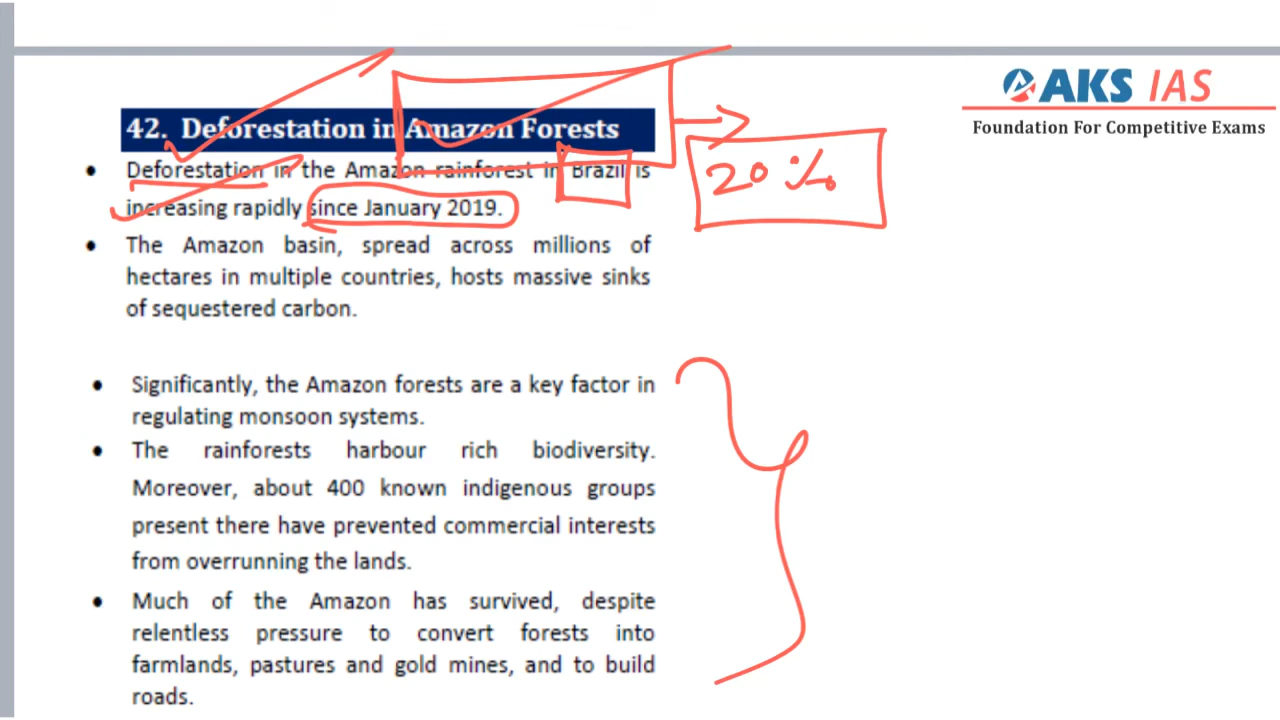 AKS IAS
Foundation For Competitive Exams
42. Deforestation in Amazon Forests
• Deforestation in the Amazon rainforest in Brazil is
increasing rapidly since January 2019.
20%
• The Amazon basin, spread across millions of
hectares in multiple countries, hosts massive sinks
of sequestered carbon.
• Significantly, the Amazon forests are a key factor in
regulating monsoon systems.
• The rainforests harbour rich biodiversity.
Moreover, about 400 known indigenous groups
present there have prevented commercial interests
from overrunning the lands.
• Much of the Amazon has survived, despite
relentless pressure to convert forests into
farmlands, pastures and gold mines, and to build
roads.